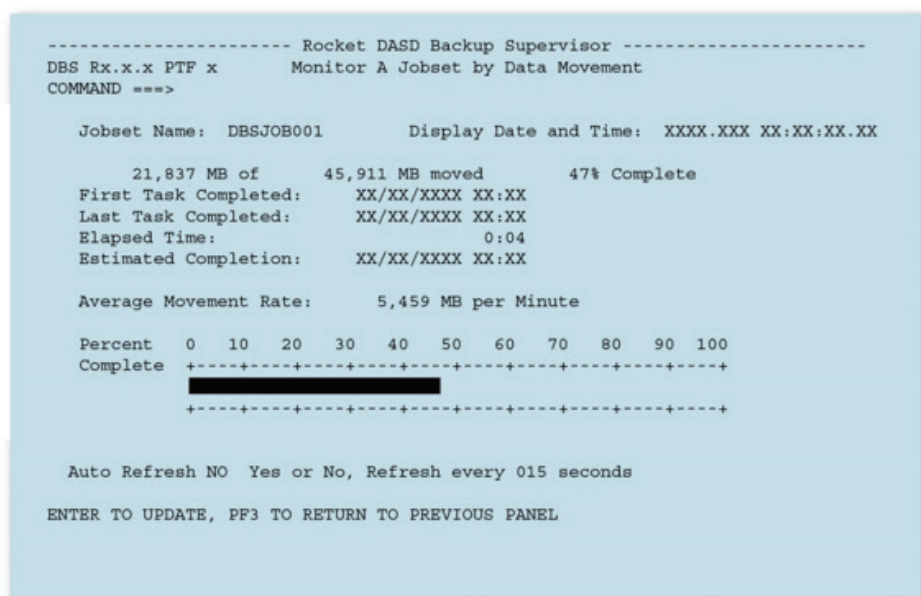 ----------------------- Rocket DASD Backup Supervisor -----------------------
DBS Rx.x.x PTF x Monitor A Jobset by Data Movement
COMMAND ===>
Jobset Name: DBSJOB001 Display Date and Time: XXXX.XXX XX:XX:XX.XX
21,837 MB of 45,911 MB moved 47% Complete
First Task Completed: XX/XX/XXXX XX:XX
Last Task Completed: XX/XX/XXXX XX:XX
Elapsed Time: 0:04
Estimated Completion: XX/XX/XXXX XX:XX
Average Movement Rate: 5,459 MB per Minute
Percent 0 10 20 30 40 50 60 70 80 90 100
Complete +----+----+----+----+----+----+----+----+----+----+
+----+----+----+----+----+----+----+----+----+----+
Auto Refresh NO Yes or No, Refresh every 015 seconds
ENTER TO UPDATE, PF3 TO RETURN TO PREVIOUS PANEL